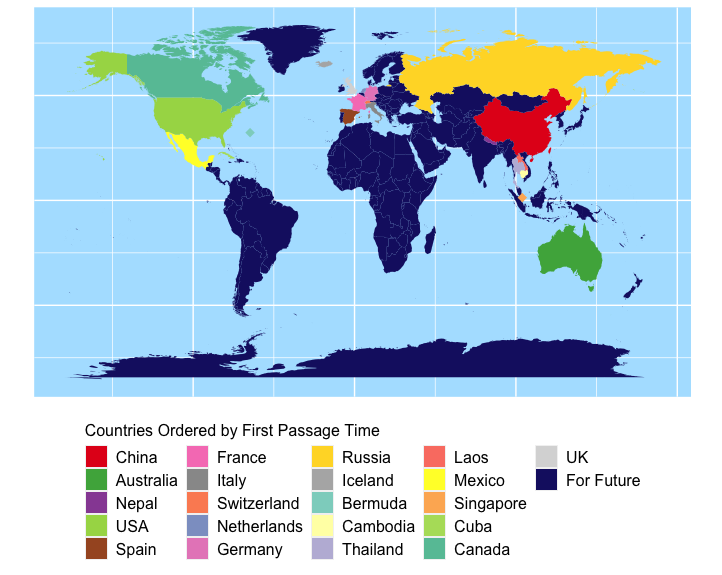 Countries Ordered by First Passage Time
China France Russia Laos UK
Australia Italy Iceland Mexico For Future
Nepal Switzerland Bermuda Singapore
USA Netherlands Cambodia Cuba
Spain Germany Thailand Canada